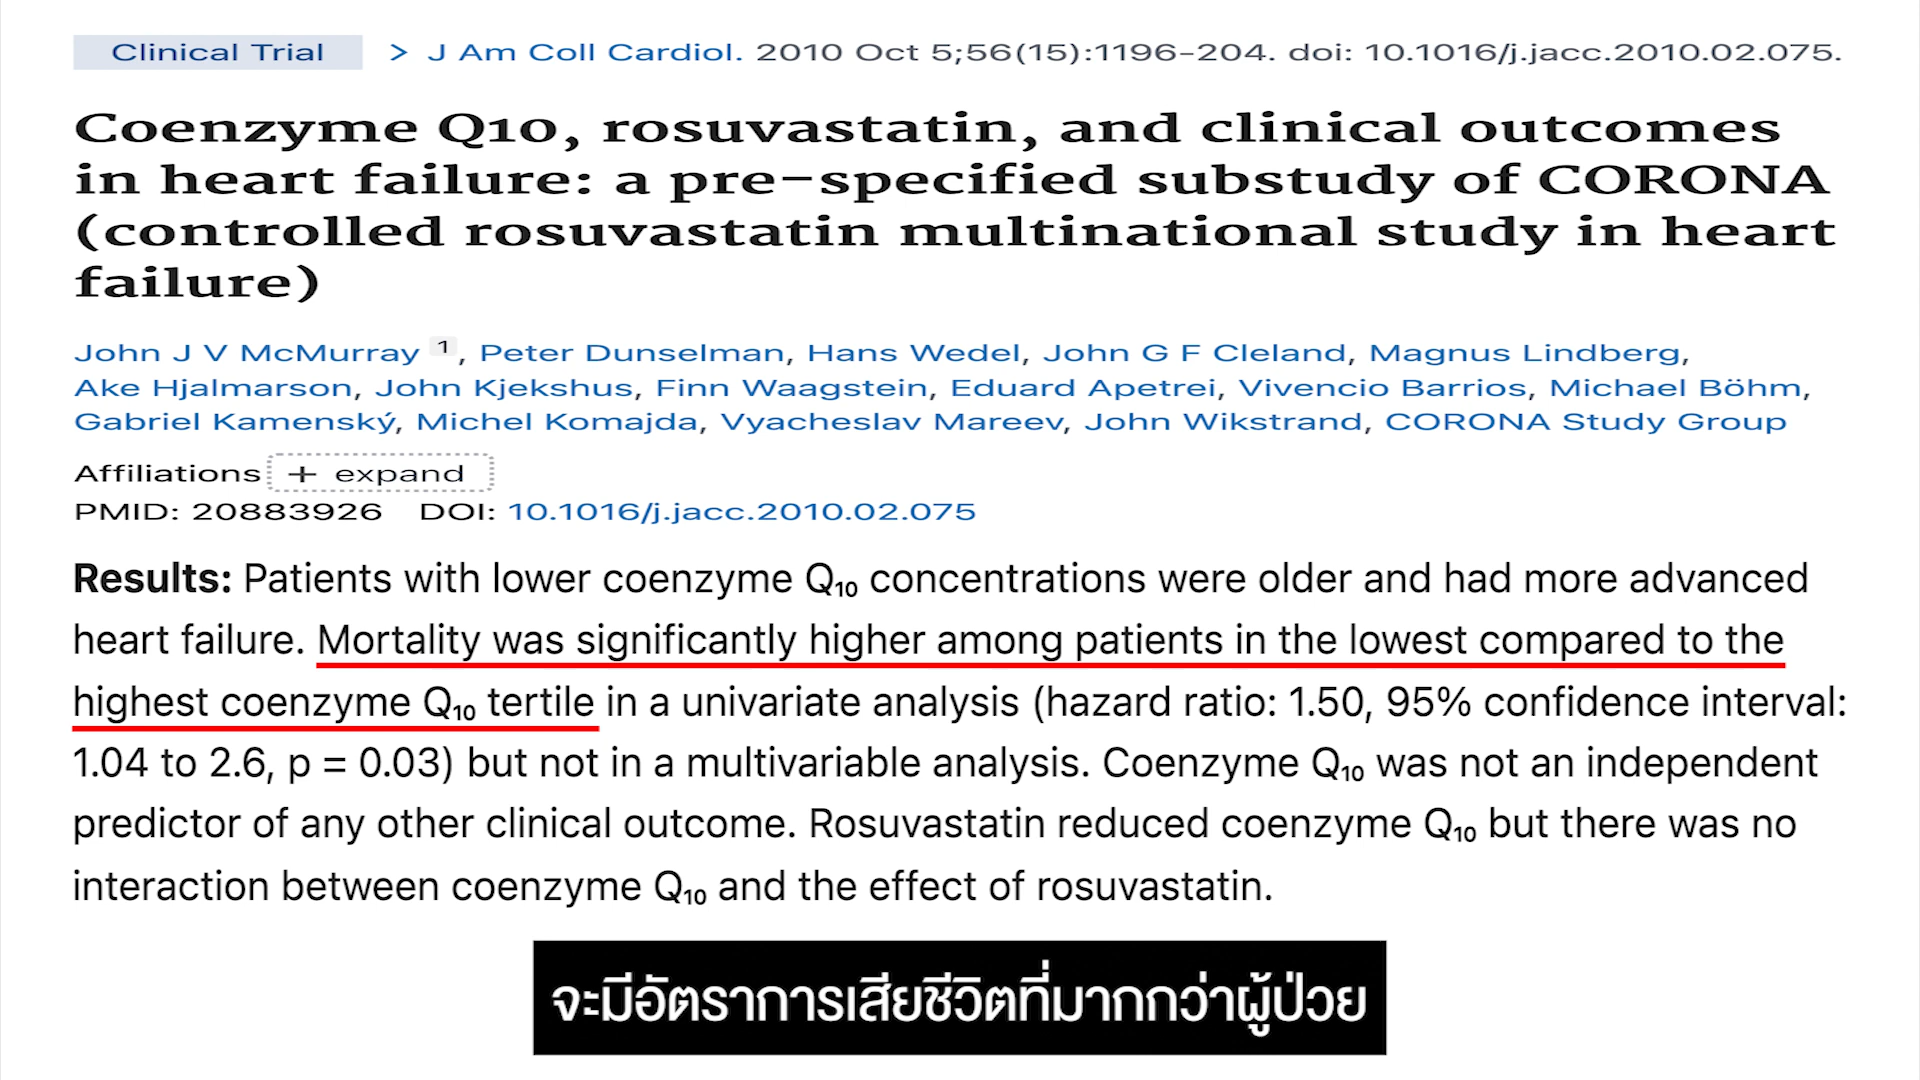 Clinical Trial > J Am Coll Cardiol. 2010 Oct 5;56(15):1196-204. doi: 10.1016/j.jacc.2010.02.075.
Coenzyme Q10, rosuvastatin, and clinical outcomes
in heart failure: a pre-specified substudy of CORONA
(controlled rosuvastatin multinational study in heart
failure)
John J V McMurray 1, Peter Dunselman, Hans Wedel, John G F Cleland, Magnus Lindberg,
Ake Hjalmarson, John Kjekshus, Finn Waagstein, Eduard Apetrei, Vivencio Barrios, Michael Böhm,
Gabriel Kamenský, Michel Komajda, Vyacheslav Mareev, John Wikstrand, CORONA Study Group
Affiliations + expand
PMID: 20883926 DOI: 10.1016/j.jacc.2010.02.075
Results: Patients with lower coenzyme Q₁₀ concentrations were older and had more advanced
heart failure. Mortality was significantly higher among patients in the lowest compared to the
highest coenzyme Q₁₀ tertile in a univariate analysis (hazard ratio: 1.50, 95% confidence interval:
1.04 to 2.6, p = 0.03) but not in a multivariable analysis. Coenzyme Q₁₀ was not an independent
predictor of any other clinical outcome. Rosuvastatin reduced coenzyme Q₁₀ but there was no
interaction between coenzyme Q₁₀ and the effect of rosuvastatin.
จะมีอัตราการเสียชีวิตที่มากกว่าผู้ป่วย